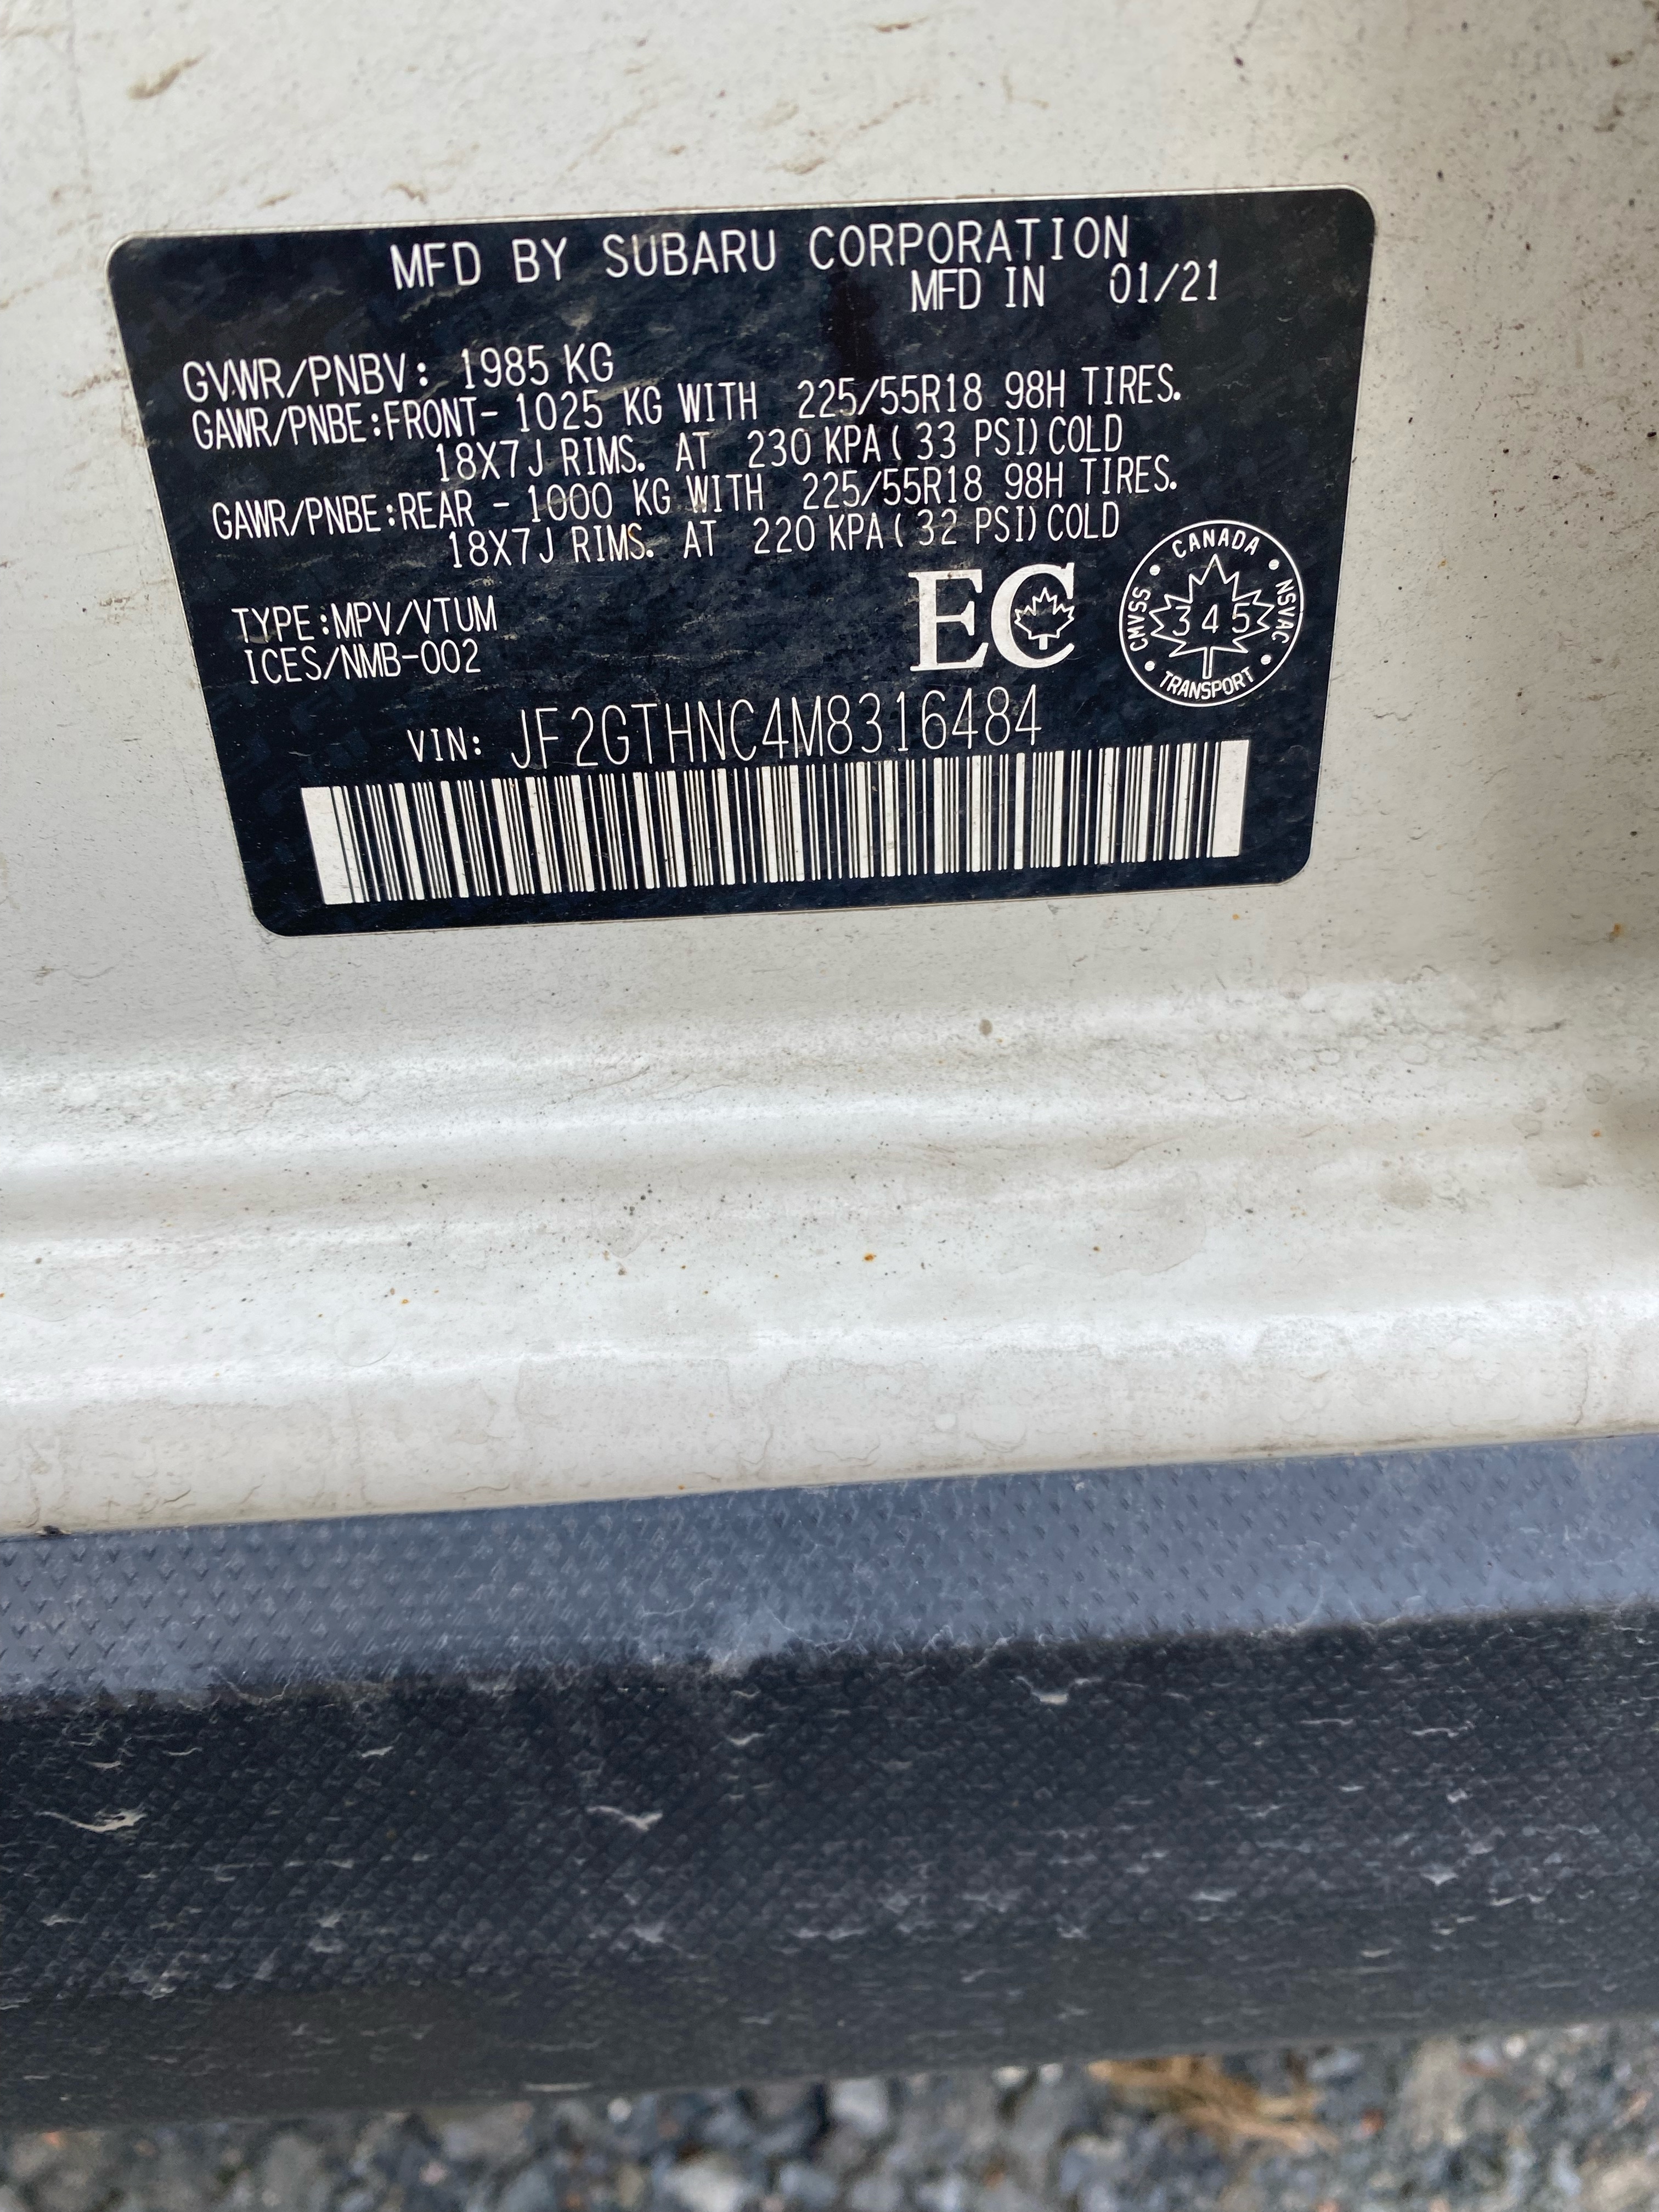 MFD BY SUBARU CORPORATION
MFD IN 01/21
GVWR/PNBV: 1985 KG
GAWR/PNBE:FRONT- 1025 KG WITH 225/55R18 98H TIRES.
18X7J RIMS. AT 230 KPA( 33 PSI)COLD
GAWR/PNBE:REAR - 1000 KG WITH 225/55R18 98H TIRES.
18X7J RIMS. AT 220 KPA( 32 PSI)COLD
TYPE:MPV/VTUM
ICES/NMB-002
EC
CANADA
CMVSS
345
NSVAC
TRANSPORT
VIN: JF2GTHNC4M8316484